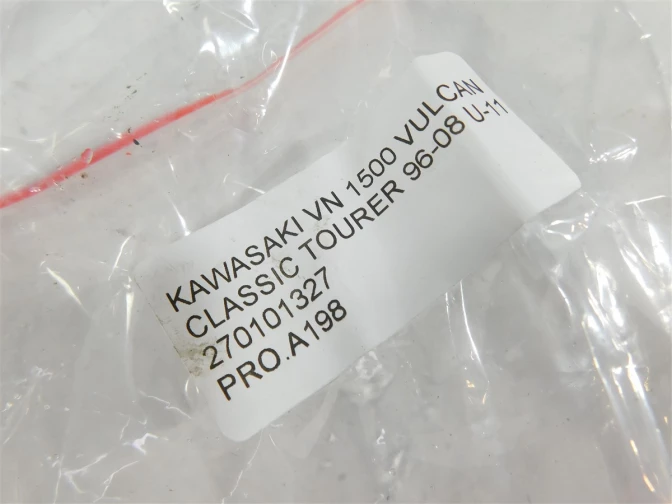 KAWASAKI VN 1500 VULCAN
CLASSIC TOURER 96-08 U-11
270101327
PRO.A198